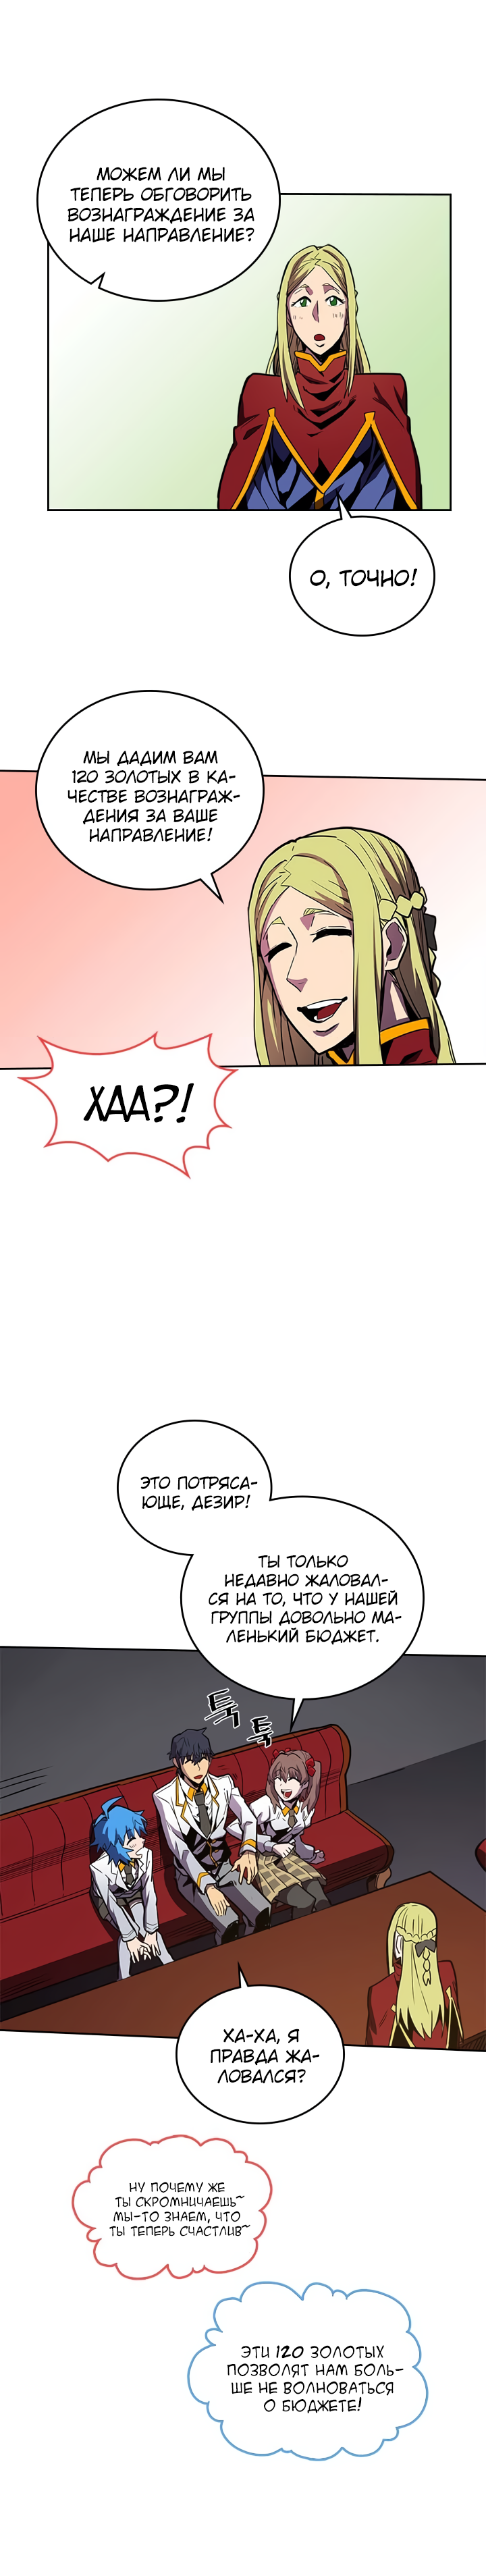 МОЖЕМ ЛИ МЫ
ТЕПЕРЬ ОБГОВОРИТЬ
ВОЗНАГРАЖДЕНИЕ ЗА
НАШЕ НАПРАВЛЕНИЕ?
О, ТОЧНО!
МЫ ДАДИМ ВАМ
120 ЗОЛОТЫХ В КА-
ЧЕСТВЕ ВОЗНАГРАЖ-
ДЕНИЯ ЗА ВАШЕ
НАПРАВЛЕНИЕ!
ХАА?!
ЭТО ПОТРЯСА-
ЮЩЕ, ДЕЗИР!
ТЫ ТОЛЬКО
НЕДАВНО ЖАЛОВАЛ-
СЯ НА ТО, ЧТО У НАШЕЙ
ГРУППЫ ДОВОЛЬНО МА-
ЛЕНЬКИЙ БЮДЖЕТ.
툭
툭
ХА-ХА, Я
ПРАВДА ЖА-
ЛОВАЛСЯ?
НУ ПОЧЕМУ ЖЕ
ТЫ СКРОМНИЧАЕШЬ~
МЫ-ТО ЗНАЕМ, ЧТО
ТЫ ТЕПЕРЬ СЧАСТЛИВ~
ЭТИ 120 ЗОЛОТЫХ
ПОЗВОЛЯТ НАМ БОЛЬ-
ШЕ НЕ ВОЛНОВАТЬСЯ
О БЮДЖЕТЕ!